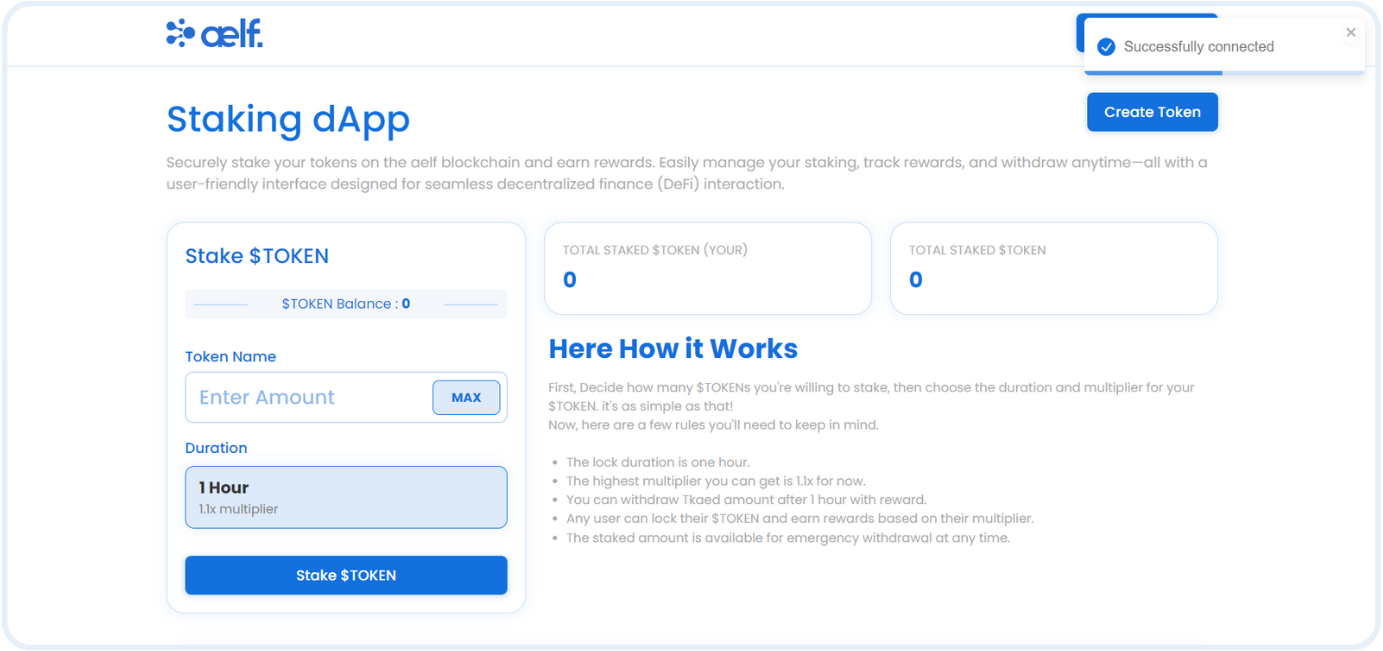 aelf.
Successfully connected
Staking dApp
Create Token
Securely stake your tokens on the aelf blockchain and earn rewards. Easily manage your staking, track rewards, and withdraw anytime—all with a
user-friendly interface designed for seamless decentralized finance (DeFi) interaction.
Stake $TOKEN
$TOKEN Balance : 0
Token Name
Enter Amount
MAX
Duration
1 Hour
1.1x multiplier
Stake $TOKEN
TOTAL STAKED $TOKEN (YOUR)
0
TOTAL STAKED $TOKEN
0
Here How it Works
First, Decide how many $TOKENs you're willing to stake, then choose the duration and multiplier for your
$TOKEN. it's as simple as that!
Now, here are a few rules you'll need to keep in mind.
• The lock duration is one hour.
• The highest multiplier you can get is 1.1x for now.
• You can withdraw Tkaed amount after 1 hour with reward.
• Any user can lock their $TOKEN and earn rewards based on their multiplier.
• The staked amount is available for emergency withdrawal at any time.